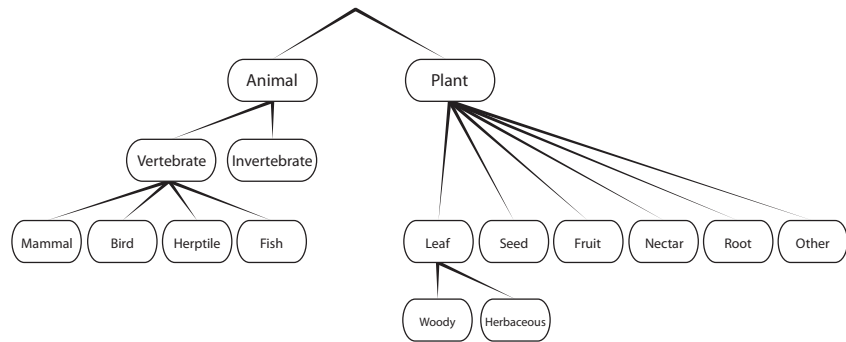 Animal
Plant
Vertebrate
Invertebrate
Mammal
Bird
Herptile
Fish
Leaf
Seed
Fruit
Nectar
Root
Other
Woody
Herbaceous